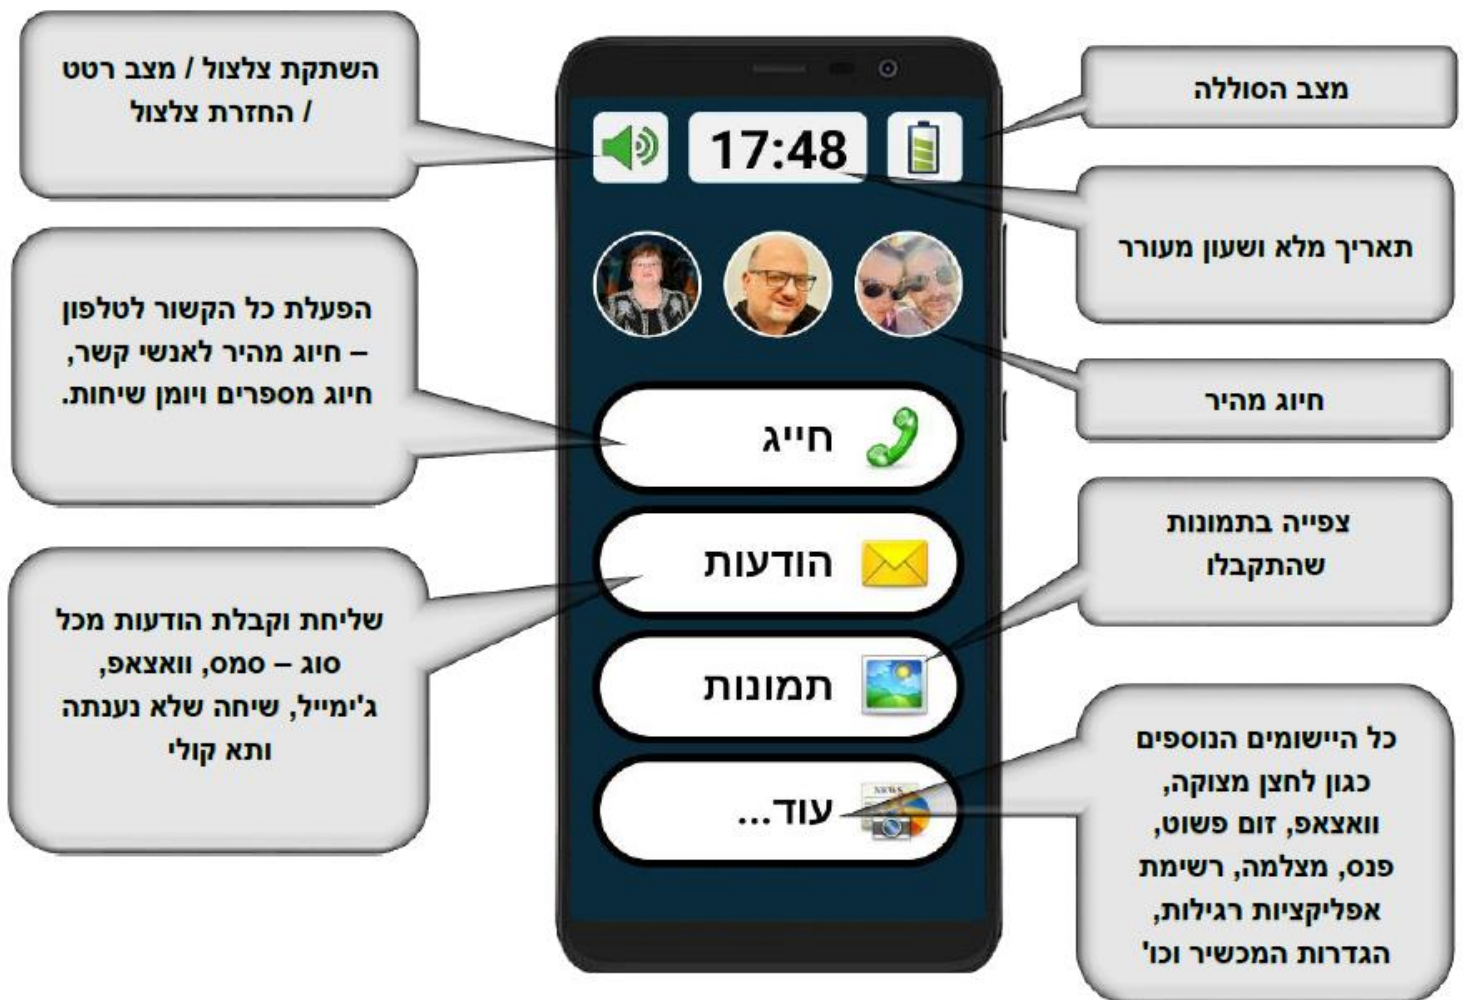 השתקת צלצול / מצב רטט
/ החזרת צלצול
הפעלת כל הקשור לטלפון
– חיוג מהיר לאנשי קשר,
חיוג מספרים ויומן שיחות.
שליחת וקבלת הודעות מכל
סוג – סמס, וואצאפ,
ג'ימייל, שיחה שלא נענתה
ותא קולי
17:48
חייג
הודעות
תמונות
עוד...
NEWS
מצב הסוללה
תאריך מלא ושעון מעורר
חיוג מהיר
צפייה בתמונות
שהתקבלו
כל היישומים הנוספים
כגון לחצן מצוקה,
וואצאפ, זום פשוט,
פנס, מצלמה, רשימת
אפליקציות רגילות,
הגדרות המכשיר וכו'